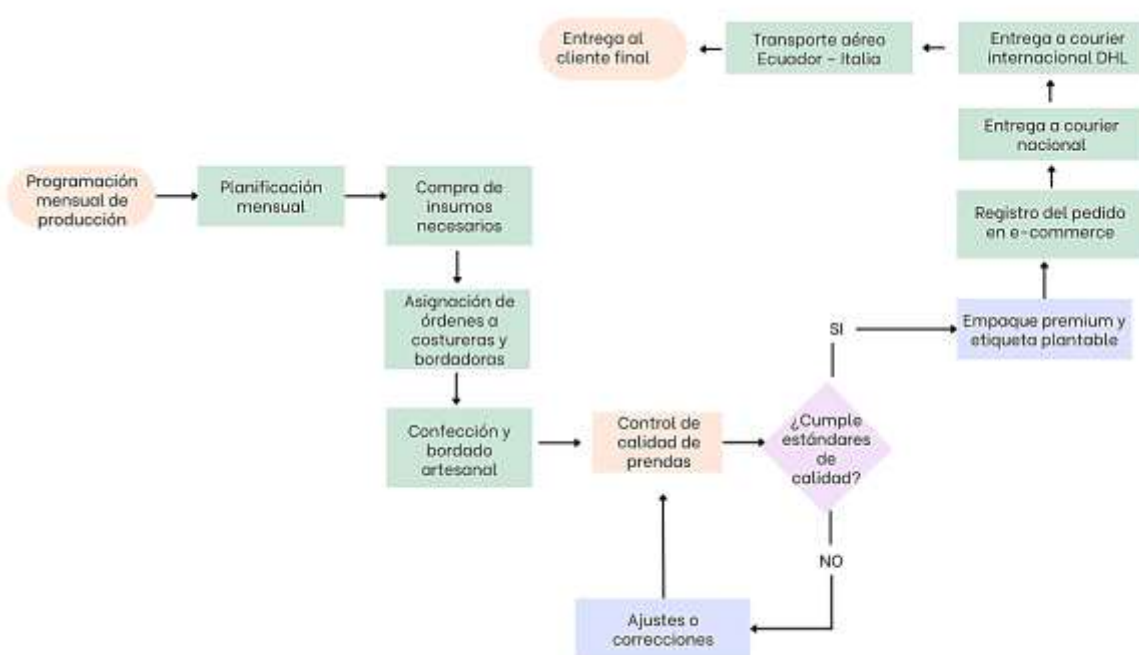 Programación
mensual de
producción
Planificación
mensual
Compra de
insumos
necesarios
Asignación de
órdenes a
costureras y
bordadoras
Confección y
bordado
artesanal
Control de
calidad de
prendas
¿Cumple
estándares
de
calidad?
NO
Ajustes o
correcciones
SI
Empaque premium y
etiqueta plantable
Registro del pedido
en e-commerce
Entrega a courier
nacional
Entrega a courier
internacional DHL
Transporte aéreo
Ecuador – Italia
Entrega al
cliente final